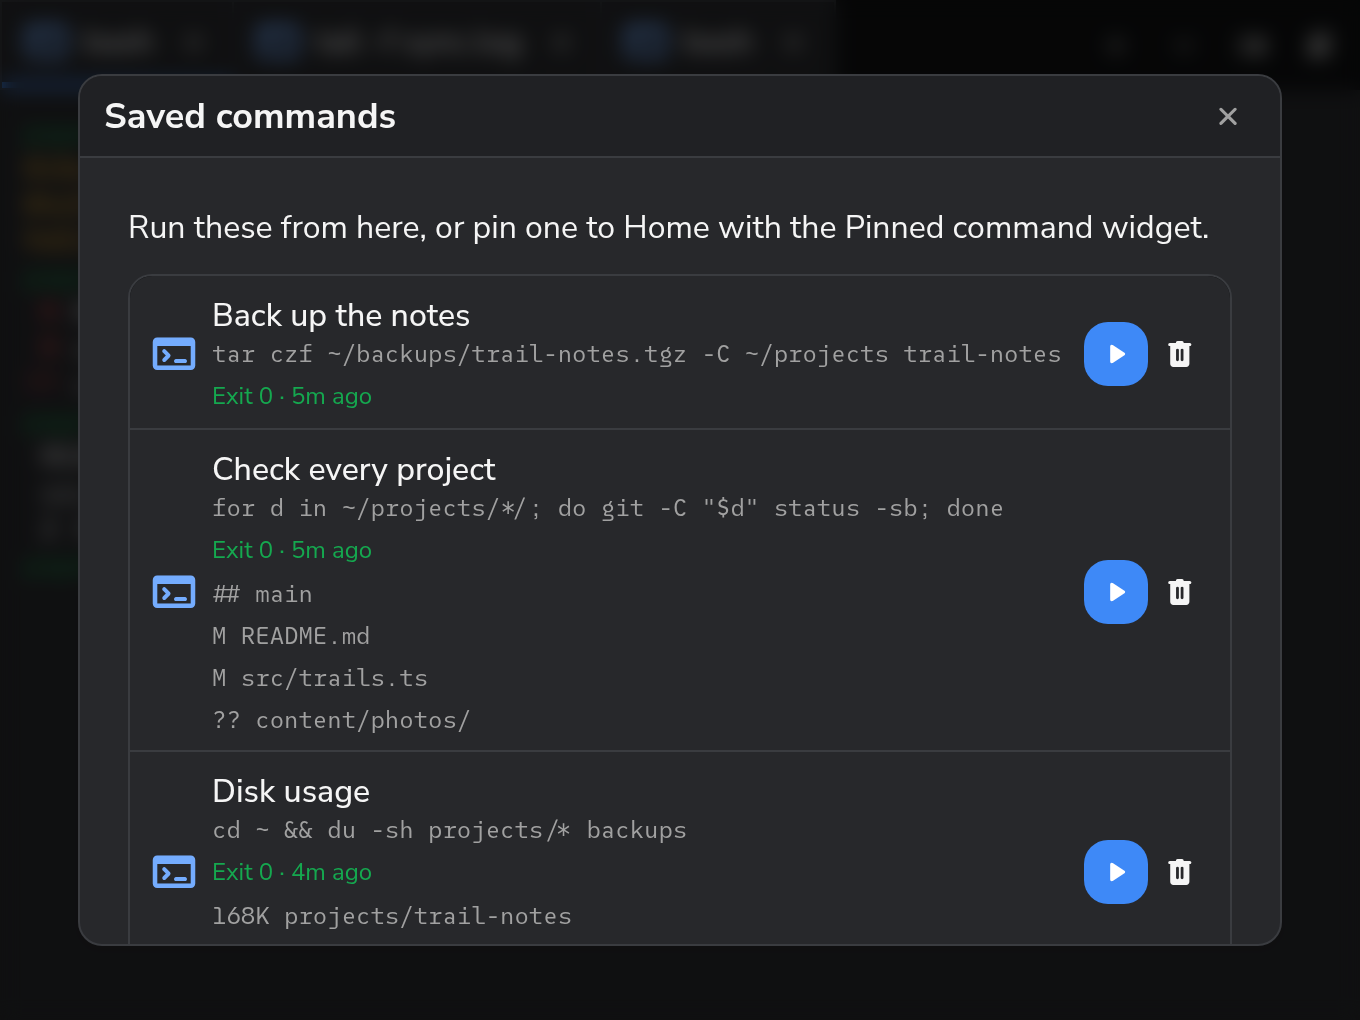 Saved commands
Run these from here, or pin one to Home with the Pinned command widget.
Back up the notes
tar czf ~/backups/trail-notes.tgz -C ~/projects trail-notes
Exit 0 · 5m ago
Check every project
for d in ~/projects/*/; do git -C "$d" status -sb; done
Exit 0 · 5m ago
## main
M README.md
M src/trails.ts
?? content/photos/
Disk usage
cd ~ && du -sh projects/* backups
Exit 0 · 4m ago
168K projects/trail-notes